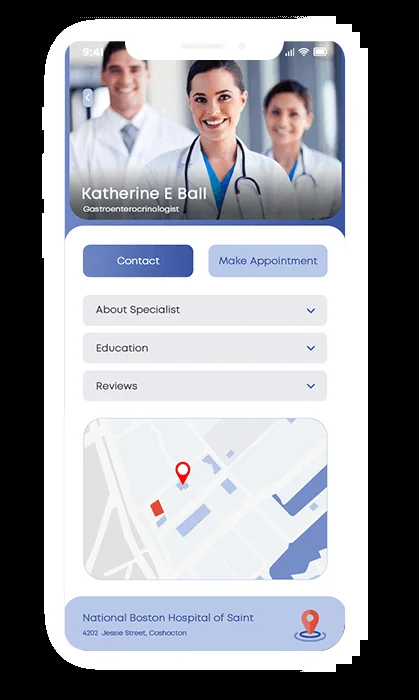 9:41
Katherine E Ball
Gastroenterocrinologist
Contact
Make Appointment
About Specialist
Education
Reviews
National Boston Hospital of Saint
4202 Jessie Street, Coshocton